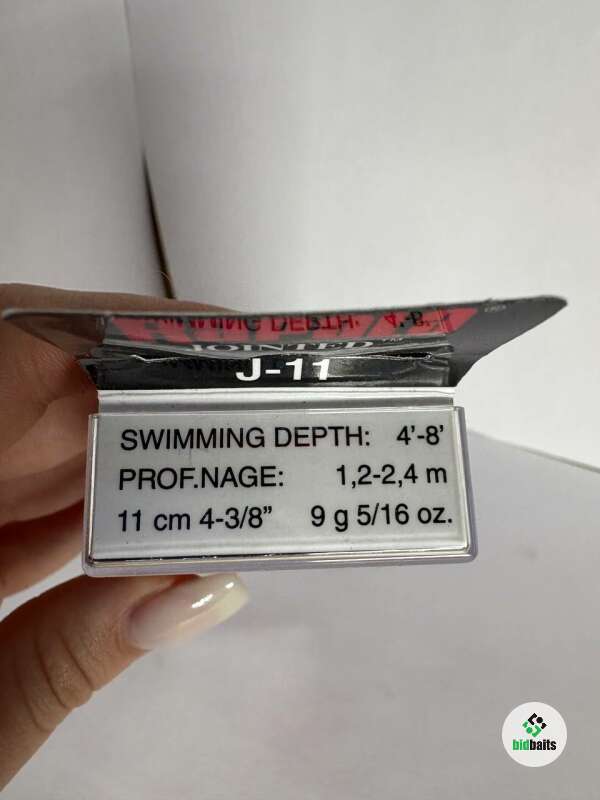 JOINTED™
J-11
SWIMMING DEPTH: 4'-8'
PROF.NAGE: 1,2-2,4 m
11 cm 4-3/8” 9 g 5/16 oz.
bidbaits